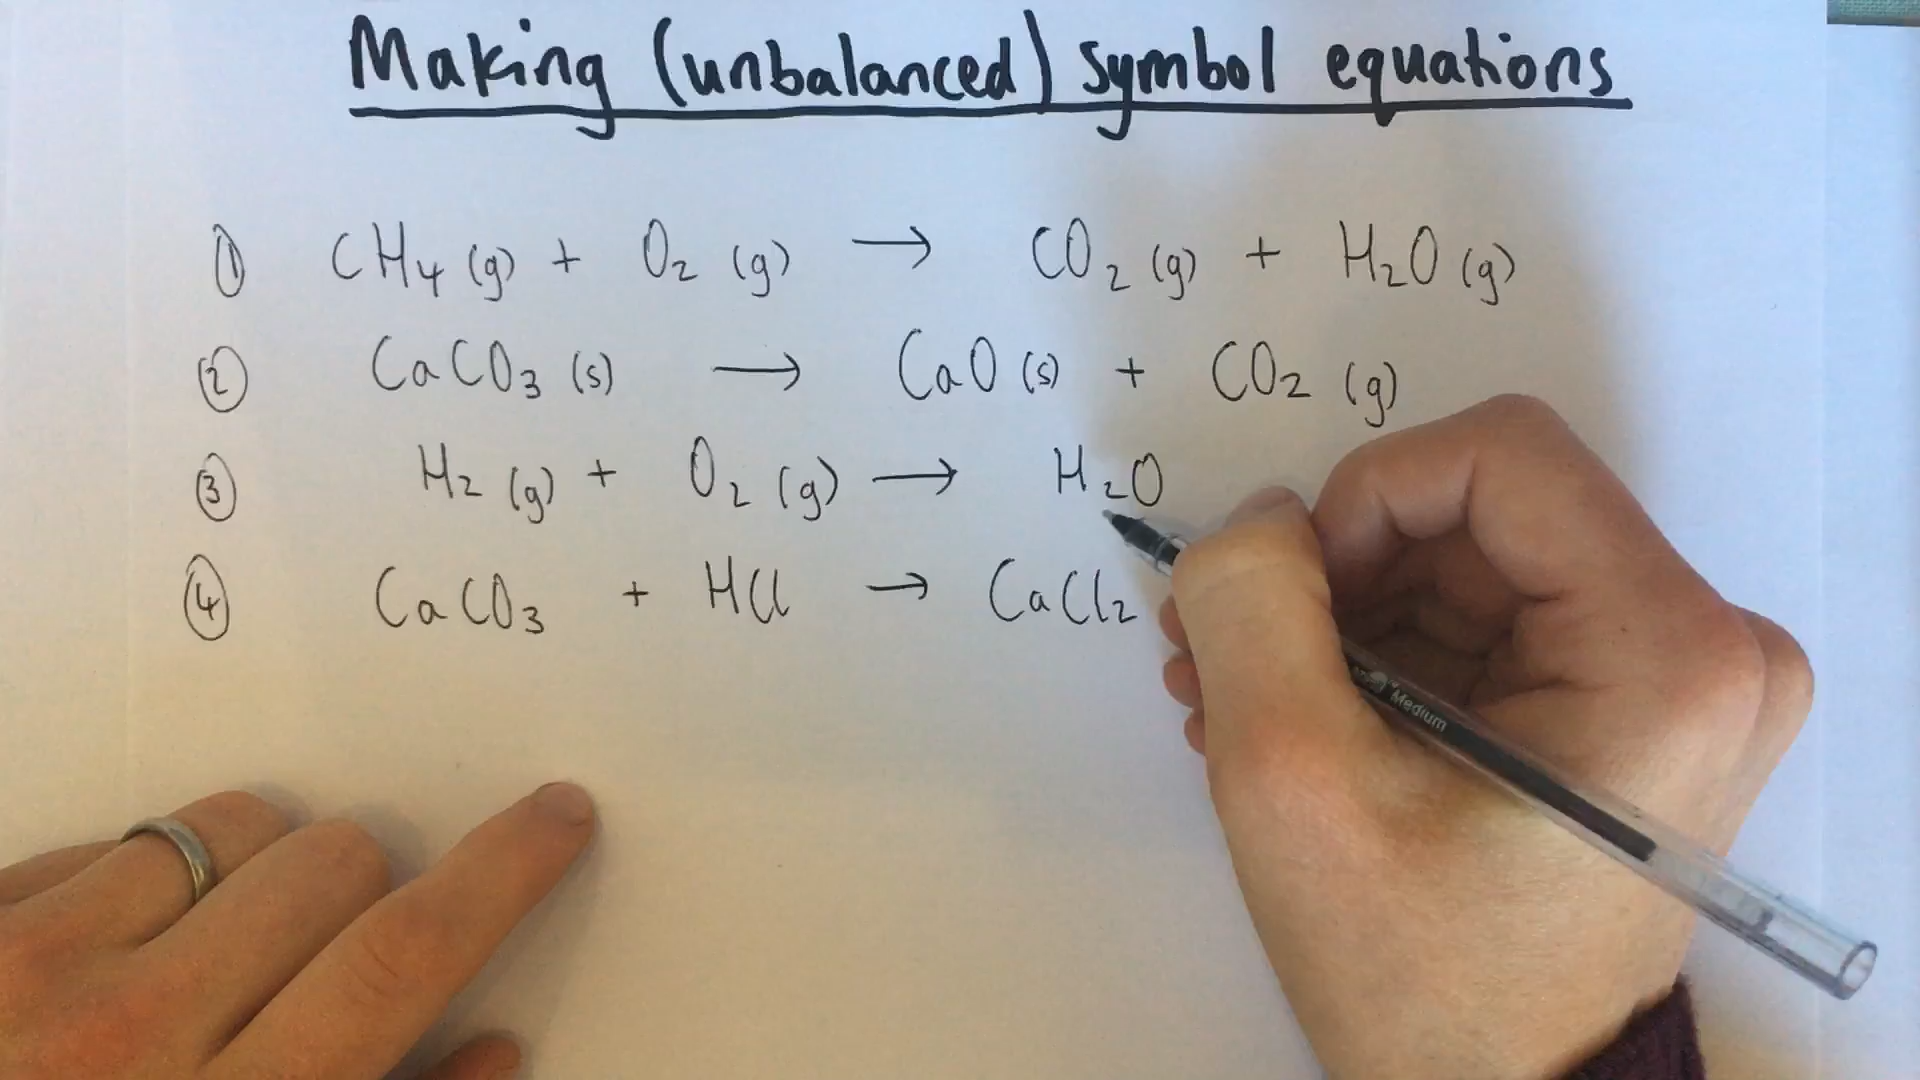 Making (unbalanced) symbol equations
① CH₄ (g) + O₂ (g) → CO₂ (g) + H₂O (g)
② CaCO₃ (s) → CaO (s) + CO₂ (g)
③ H₂ (g) + O₂ (g) → H₂O
④ CaCO₃ + HCl → CaCl₂
Medium